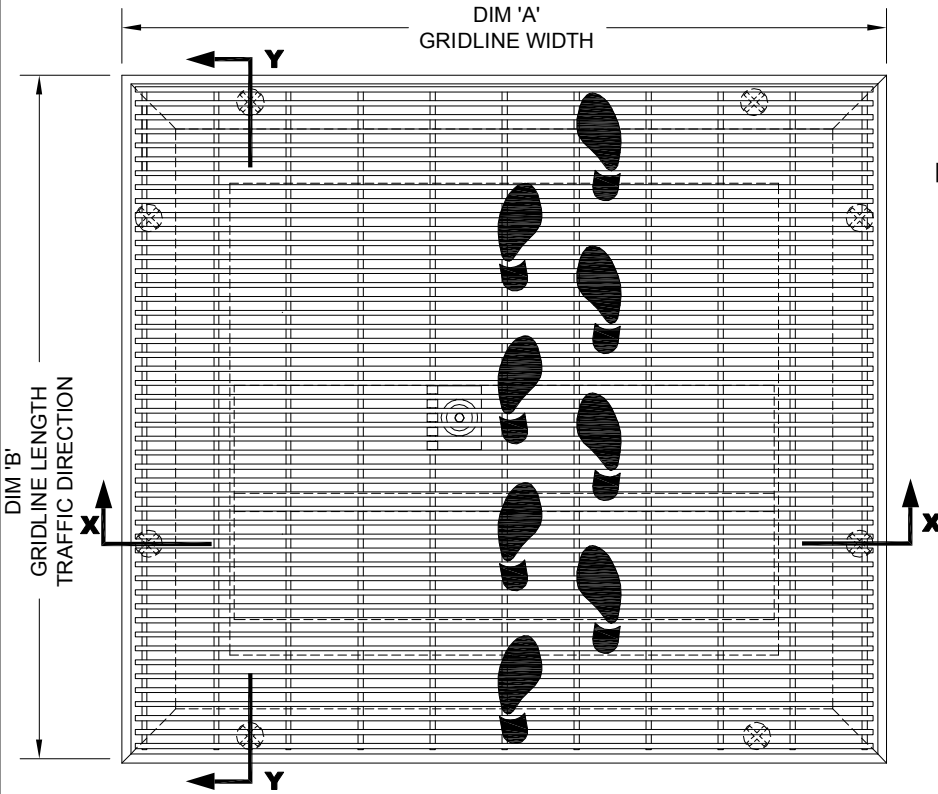 DIM 'A'
GRIDLINE WIDTH
Y
DIM 'B'
GRIDLINE LENGTH
TRAFFIC DIRECTION
X
X
Y